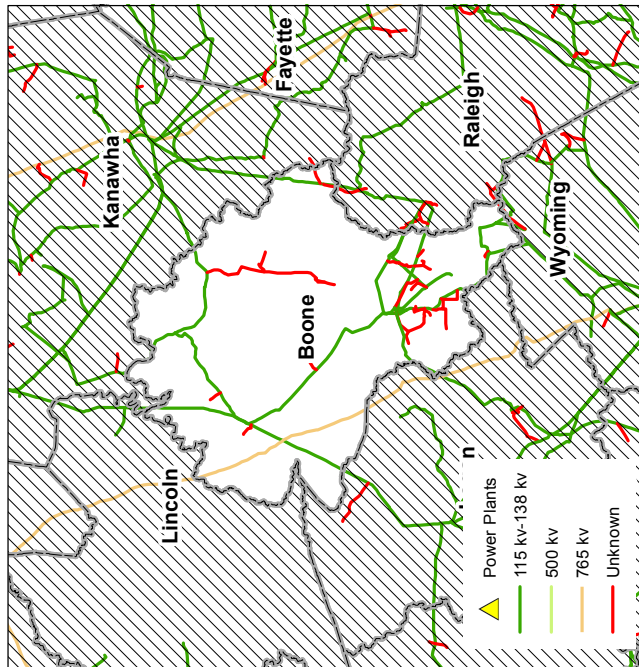 Kanawha
Fayette
Lincoln
Boone
Raleigh
Wyoming
Power Plants
115 kv-138 kv
500 kv
765 kv
Unknown